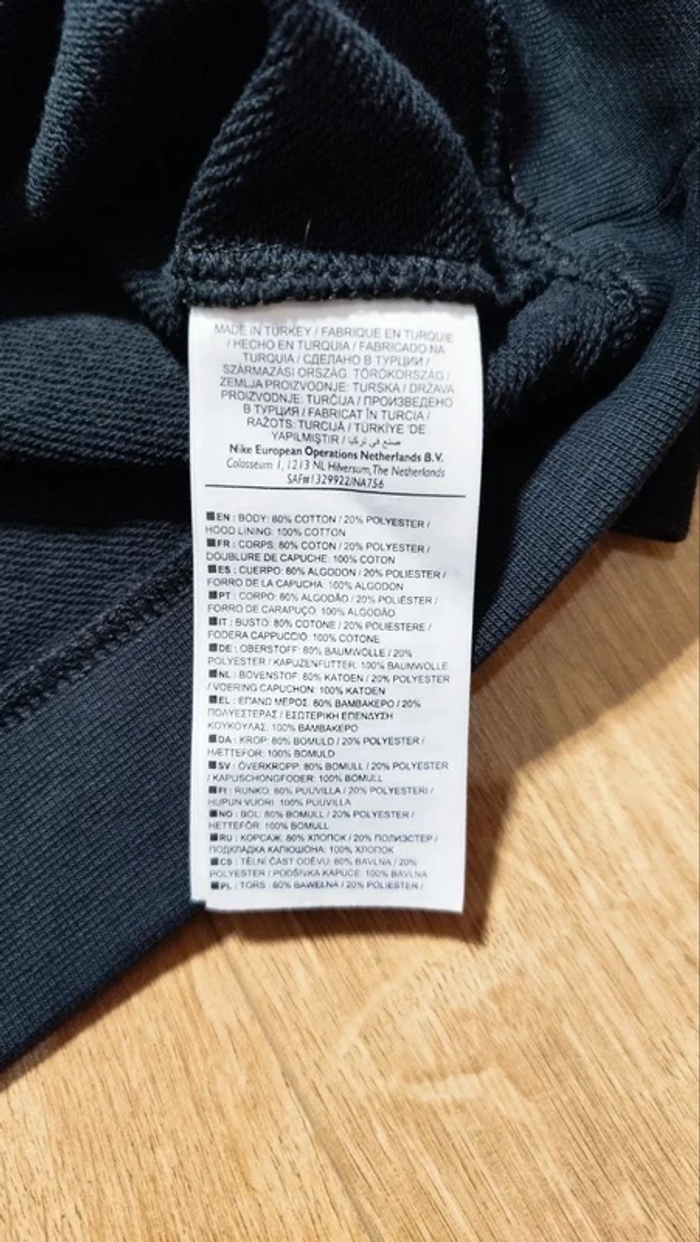 MADE IN TURKEY / FABRIQUE EN TURQUIE
/ HECHO EN TURQUIA / FABRICADO NA
TURQUIA / СДЕЛАНО В ТУРЦИИ /
SZÁRMAZÁSI ORSZÁG: TÖRÖKORSZÁG /
ZEMLJA PROIZVODNJE: TURSKA / DRŽAVA
PROIZVODNJE: TURČIJA / ПРОИЗВЕДЕНО
В ТУРЦИЯ / FABRICAT ÎN TURCIA /
RAŽOTS: TURCIJĀ / TÜRKİYE 'DE
YAPILMIŞTIR / صنع في تركيا
Nike European Operations Netherlands B.V.
Colosseum 1, 1213 NL Hilversum, The Netherlands
SAF#1329922/NA756
EN : BODY: 80% COTTON / 20% POLYESTER /
HOOD LINING: 100% COTTON
FR : CORPS: 80% COTON / 20% POLYESTER /
DOUBLURE DE CAPUCHE: 100% COTON
ES : CUERPO: 80% ALGODON / 20% POLIESTER /
FORRO DE LA CAPUCHA: 100% ALGODON
PT : CORPO: 80% ALGODÃO / 20% POLIÉSTER /
FORRO DE CARAPUÇO: 100% ALGODÃO
IT : BUSTO: 80% COTONE / 20% POLIESTERE /
FODERA CAPPUCCIO: 100% COTONE
DE : OBERSTOFF: 80% BAUMWOLLE / 20%
POLYESTER / KAPUZENFUTTER: 100% BAUMWOLLE
NL : BOVENSTOF: 80% KATOEN / 20% POLYESTER
/ VOERING CAPUCHON: 100% KATOEN
EL : ΕΠΑΝΩ ΜΕΡΟΣ: 80% ΒΑΜΒΑΚΕΡΟ / 20%
ΠΟΛΥΕΣΤΕΡΑΣ / ΕΣΩΤΕΡΙΚΗ ΕΠΕΝΔΥΣΗ
ΚΟΥΚΟΥΛΑΣ: 100% ΒΑΜΒΑΚΕΡΟ
DA : KROP: 80% BOMULD / 20% POLYESTER /
HÆTTEFOR: 100% BOMULD
SV : ÖVERKROPP: 80% BOMULL / 20% POLYESTER
/ KAPUSCHONGFODER: 100% BOMULL
FI : RUNKO: 80% PUUVILLA / 20% POLYESTERI /
HUPUN VUORI: 100% PUUVILLA
NO : BOL: 80% BOMULL / 20% POLYESTER /
HETTEFÔR: 100% BOMULL
RU : КОРСАЖ: 80% ХЛОПОК / 20% ПОЛИЭСТЕР /
ПОДКЛАДКА КАПЮШОНА: 100% ХЛОПОК
CS : TĚLNÍ ČÁST ODĚVU: 80% BAVLNA / 20%
POLYESTER / PODŠÍVKA KAPUCE: 100% BAVLNA
PL : TORS : 80% BAWEŁNA / 20% POLIESTER /